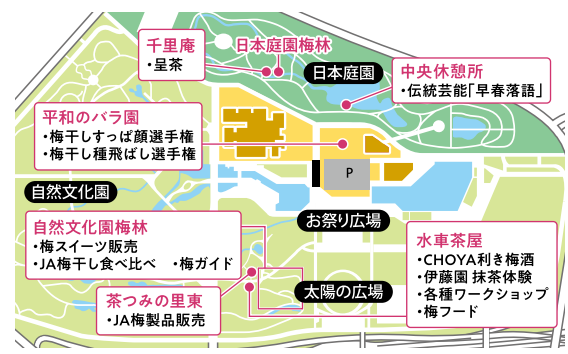 千里庵
・呈茶
日本庭園梅林
日本庭園
中央休憩所
・伝統芸能「早春落語」
平和のバラ園
・梅干しすっぱ顔選手権
・梅干し種飛ばし選手権
P
自然文化園
お祭り広場
自然文化園梅林
・梅スイーツ販売
・JA梅干し食べ比べ ・梅ガイド
水車茶屋
・CHOYA利き梅酒
・伊藤園 抹茶体験
・各種ワークショップ
・梅フード
茶つみの里東
・JA梅製品販売
太陽の広場